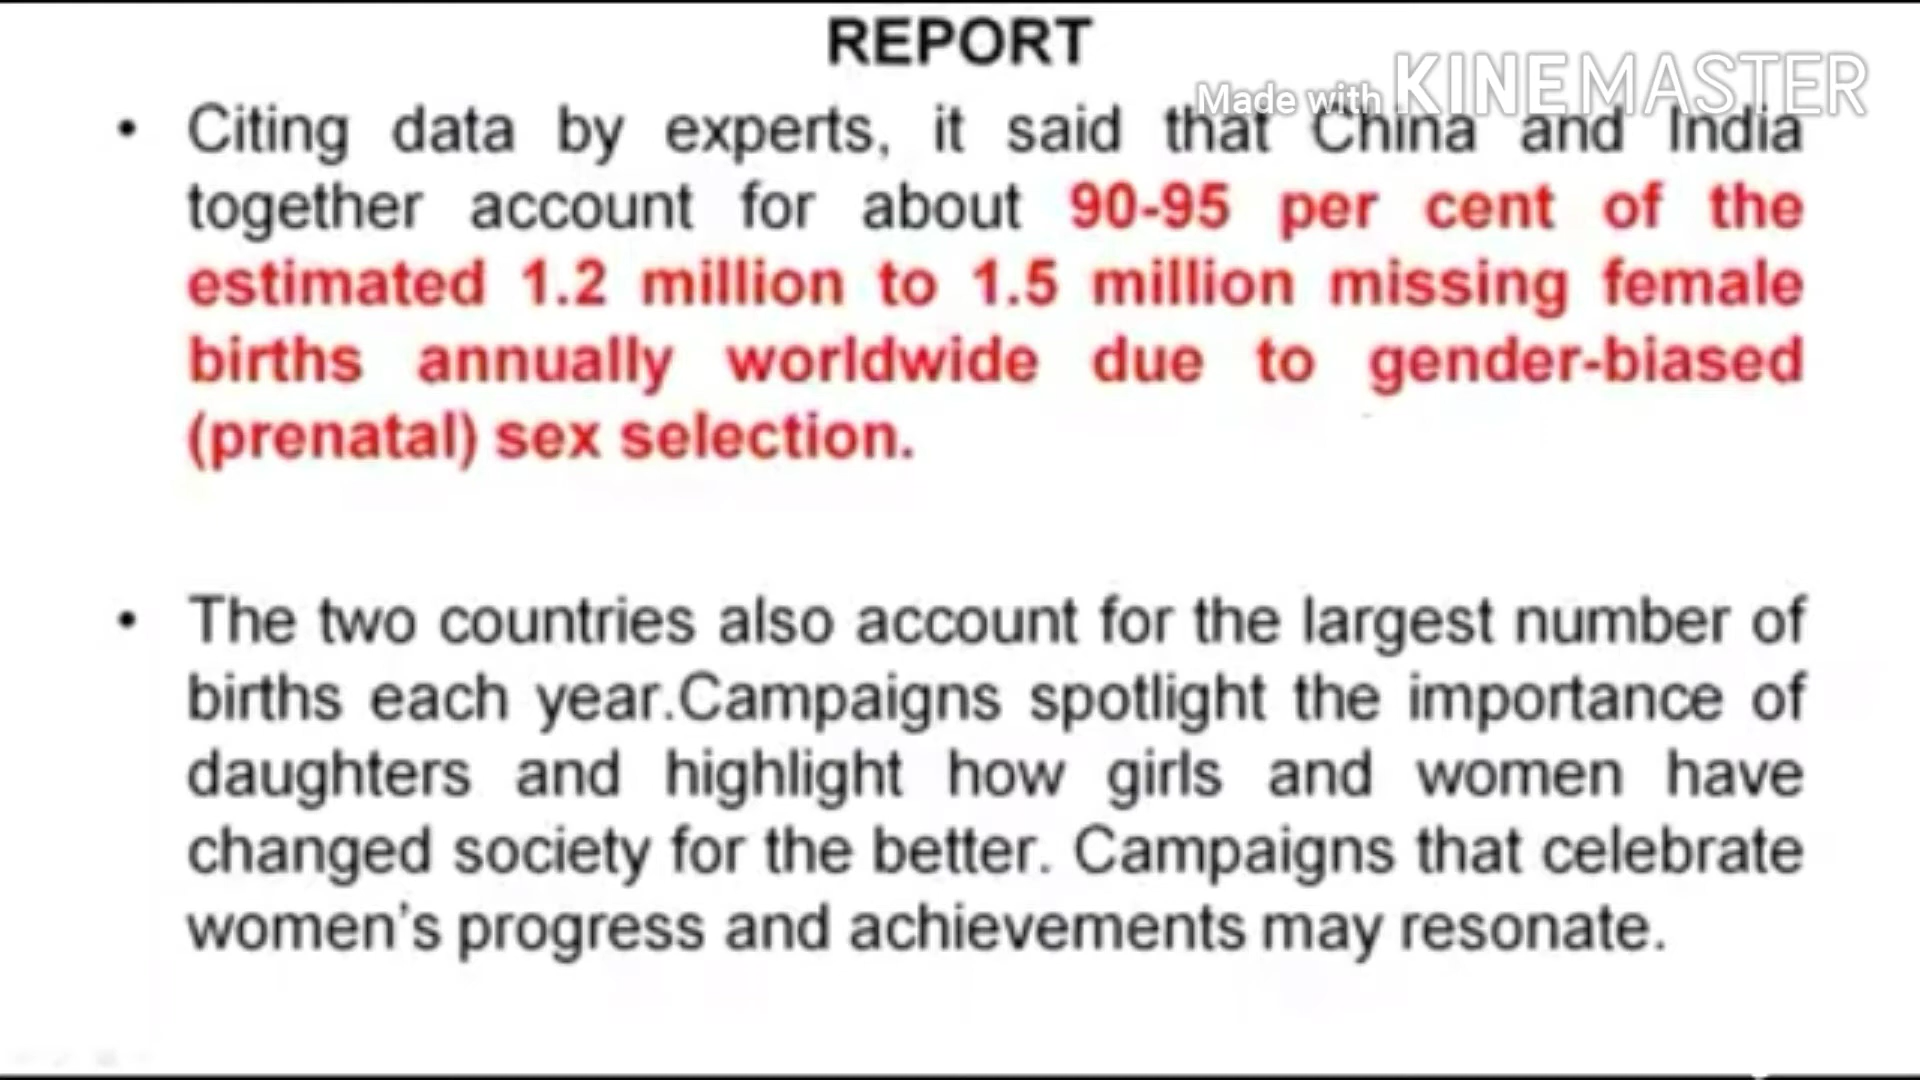 REPORT
Made with KINEMASTER
• Citing data by experts, it said that China and India
together account for about 90-95 per cent of the
estimated 1.2 million to 1.5 million missing female
births annually worldwide due to gender-biased
(prenatal) sex selection.
• The two countries also account for the largest number of
births each year.Campaigns spotlight the importance of
daughters and highlight how girls and women have
changed society for the better. Campaigns that celebrate
women's progress and achievements may resonate.